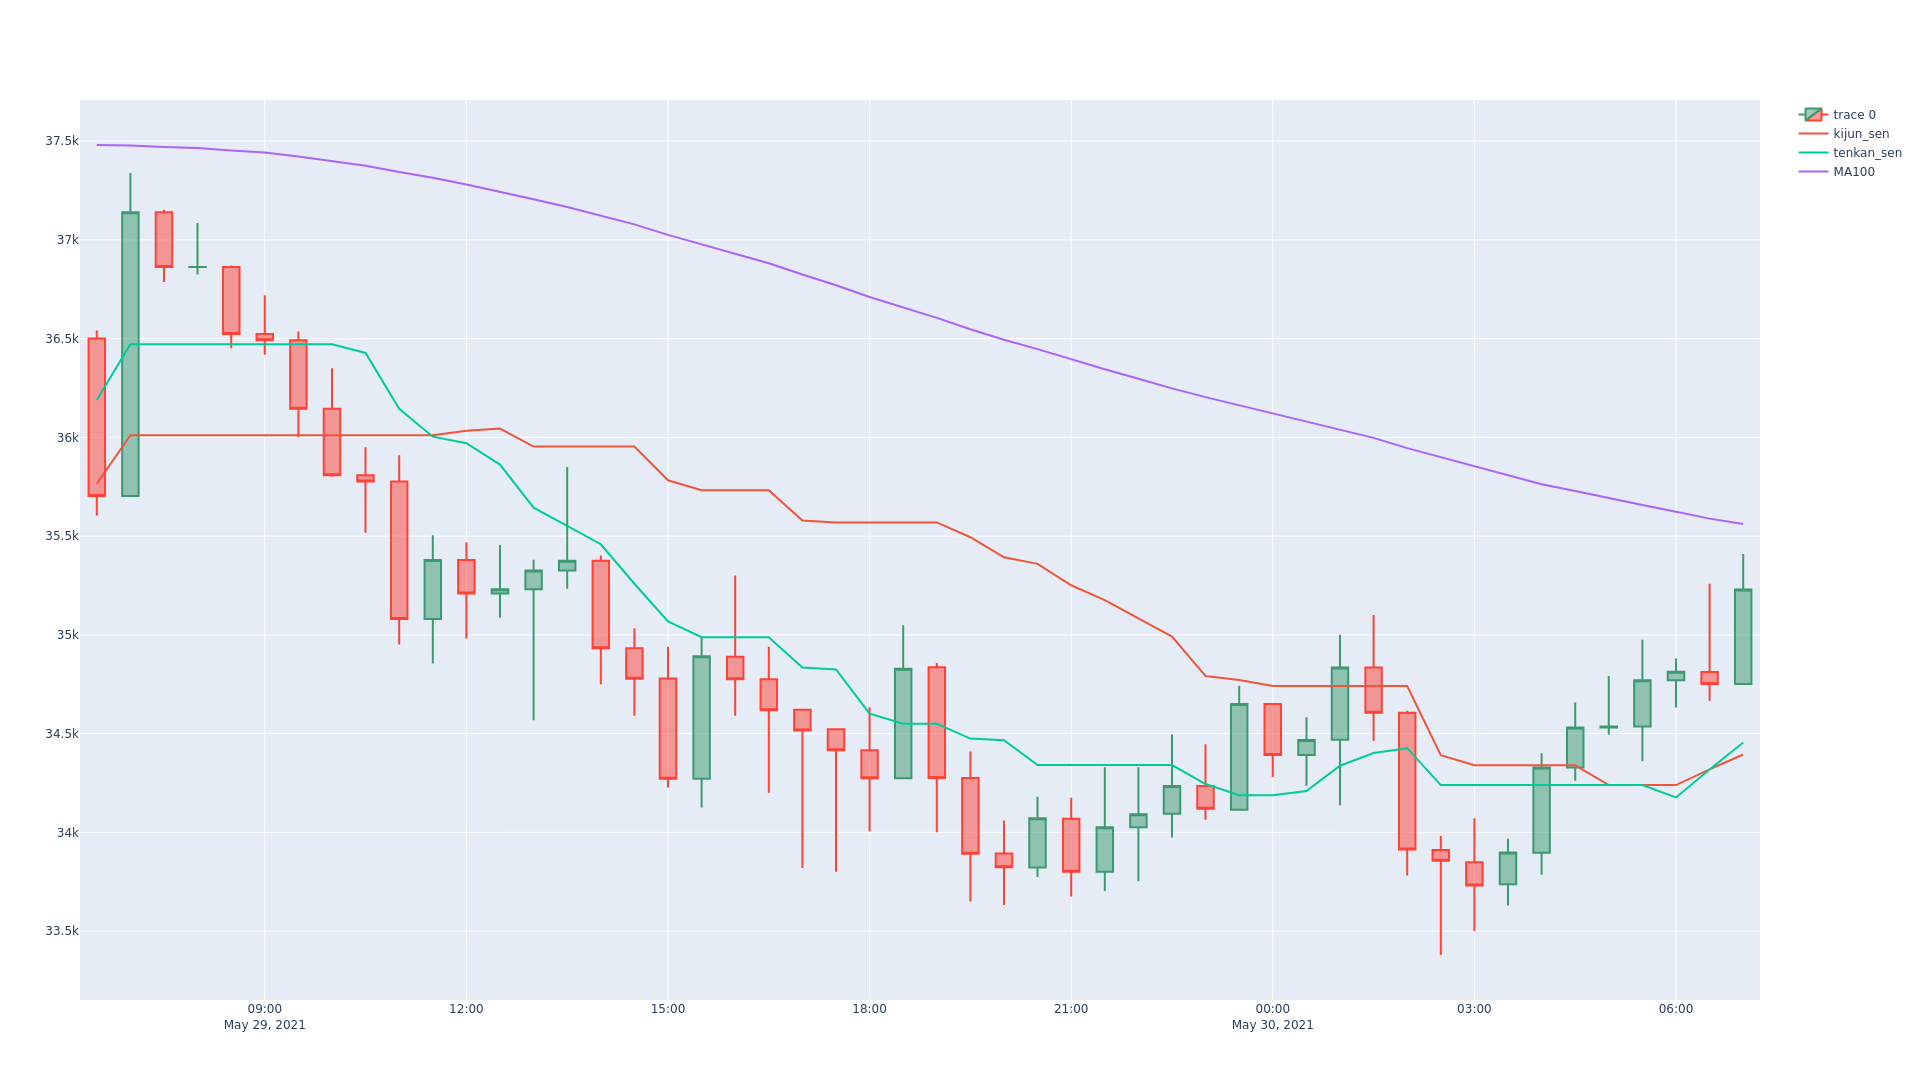 trace 0
kijun_sen
tenkan_sen
MA100
37.5k
37k
36.5k
36k
35.5k
35k
34.5k
34k
33.5k
09:00 12:00 15:00 18:00 21:00 00:00 03:00 06:00
May 29, 2021 May 30, 2021